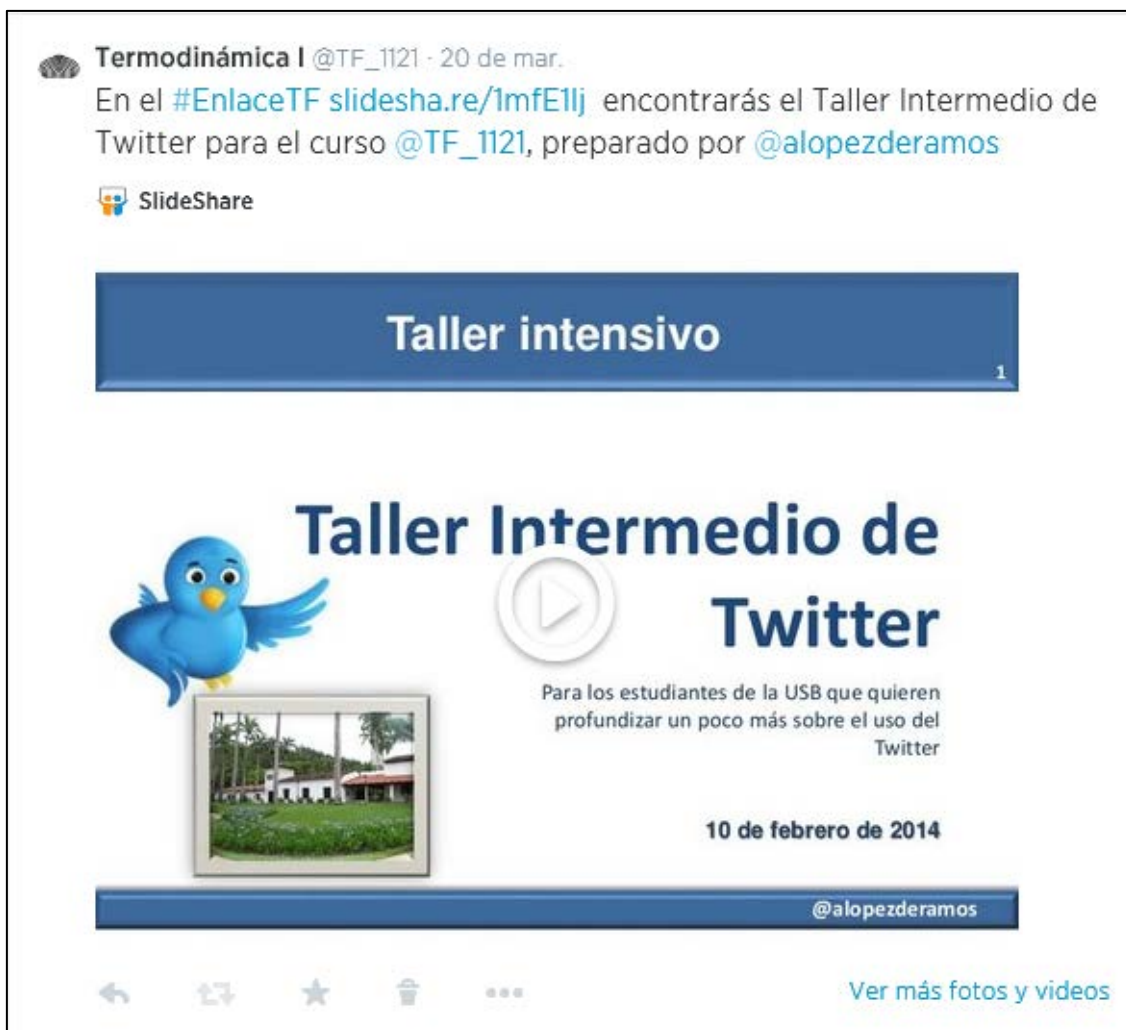 Termodinámica I @TF_1121 · 20 de mar.
En el #EnlaceTF slidesha.re/1mfE1lj encontrarás el Taller Intermedio de
Twitter para el curso @TF_1121, preparado por @alopezderamos
SlideShare
Taller intensivo
1
Taller Intermedio de
Twitter
Para los estudiantes de la USB que quieren
profundizar un poco más sobre el uso del
Twitter
10 de febrero de 2014
@alopezderamos
Ver más fotos y videos